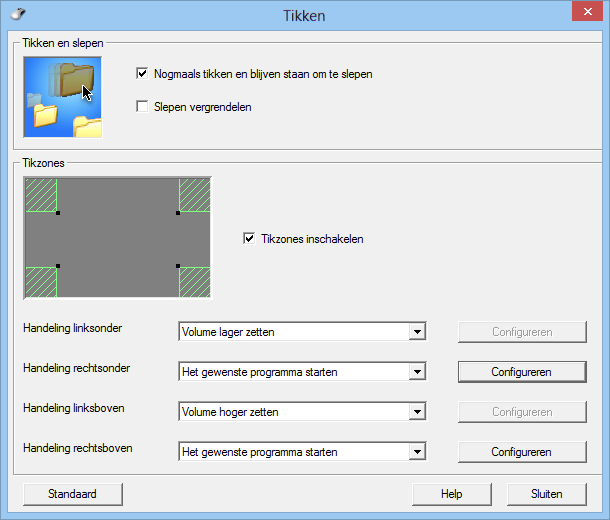 Tikken
Tikken en slepen
Nogmaals tikken en blijven staan om te slepen
Slepen vergrendelen
Tikzones
Tikzones inschakelen
Handeling linksonder
Volume lager zetten
Configureren
Handeling rechtsonder
Het gewenste programma starten
Configureren
Handeling linksboven
Volume hoger zetten
Configureren
Handeling rechtsboven
Het gewenste programma starten
Configureren
Standaard
Help
Sluiten